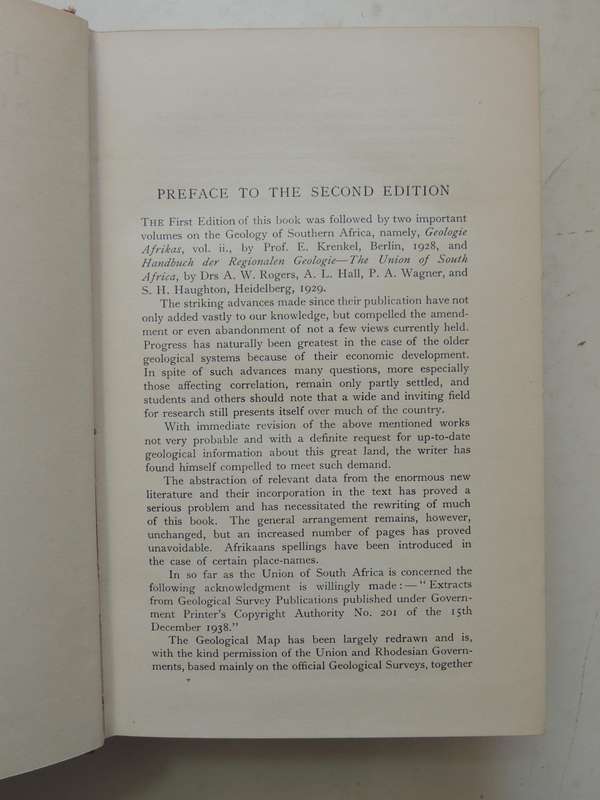 PREFACE TO THE SECOND EDITION
THE First Edition of this book was followed by two important
volumes on the Geology of Southern Africa, namely, Geologie
Afrikas, vol. ii., by Prof. E. Krenkel, Berlin, 1928, and
Handbuch der Regionalen Geologie—The Union of South
Africa, by Drs A. W. Rogers, A. L. Hall, P. A. Wagner, and
S. H. Haughton, Heidelberg, 1929.
The striking advances made since their publication have not
only added vastly to our knowledge, but compelled the amend-
ment or even abandonment of not a few views currently held.
Progress has naturally been greatest in the case of the older
geological systems because of their economic development.
In spite of such advances many questions, more especially
those affecting correlation, remain only partly settled, and
students and others should note that a wide and inviting field
for research still presents itself over much of the country.
With immediate revision of the above mentioned works
not very probable and with a definite request for up-to-date
geological information about this great land, the writer has
found himself compelled to meet such demand.
The abstraction of relevant data from the enormous new
literature and their incorporation in the text has proved a
serious problem and has necessitated the rewriting of much
of this book. The general arrangement remains, however,
unchanged, but an increased number of pages has proved
unavoidable. Afrikaans spellings have been introduced in
the case of certain place-names.
In so far as the Union of South Africa is concerned the
following acknowledgment is willingly made: — "Extracts
from Geological Survey Publications published under Govern-
ment Printer's Copyright Authority No. 201 of the 15th
December 1938."
The Geological Map has been largely redrawn and is,
with the kind permission of the Union and Rhodesian Govern-
ments, based mainly on the official Geological Surveys, together